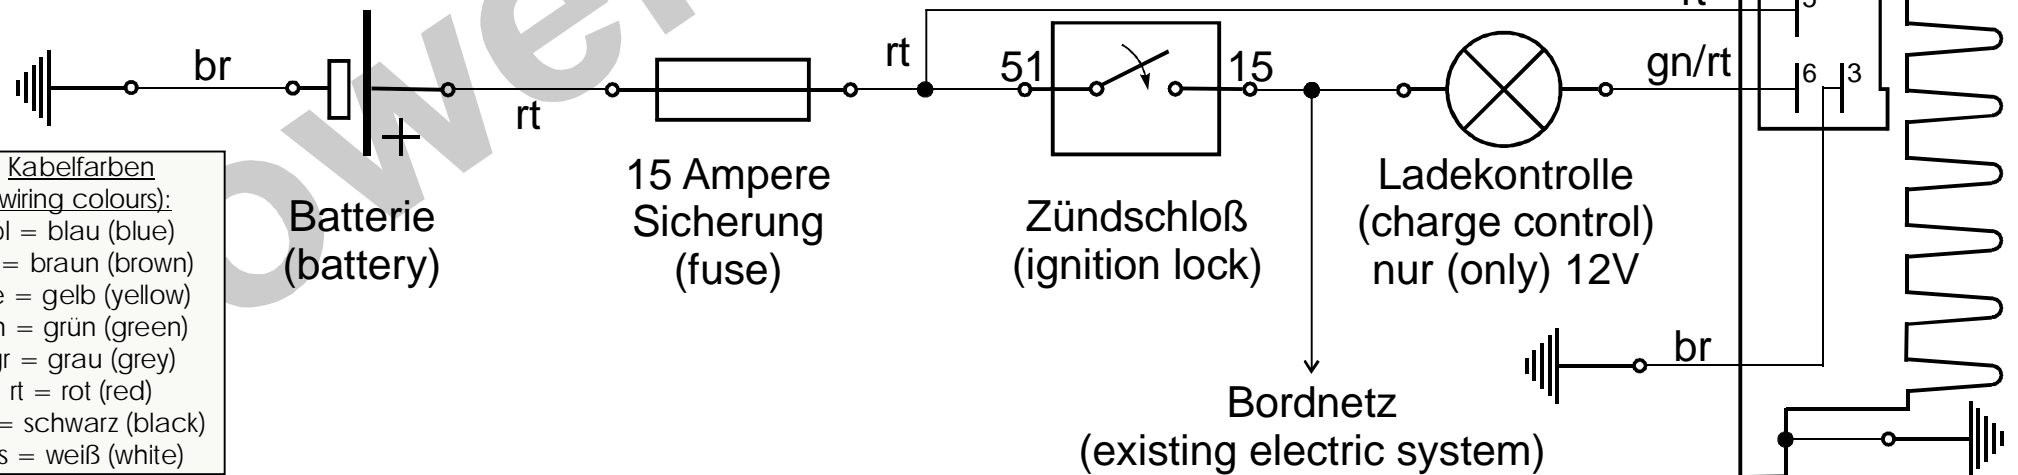 br
rt
rt
51
15
gn/rt
5
6
3
Batterie
(battery)
15 Ampere
Sicherung
(fuse)
Zündschloß
(ignition lock)
Ladekontrolle
(charge control)
nur (only) 12V
br
Bordnetz
(existing electric system)
Kabelfarben
wiring colours):
= blau (blue)
= braun (brown)
= gelb (yellow)
= grün (green)
= grau (grey)
rt = rot (red)
= schwarz (black)
= weiß (white)